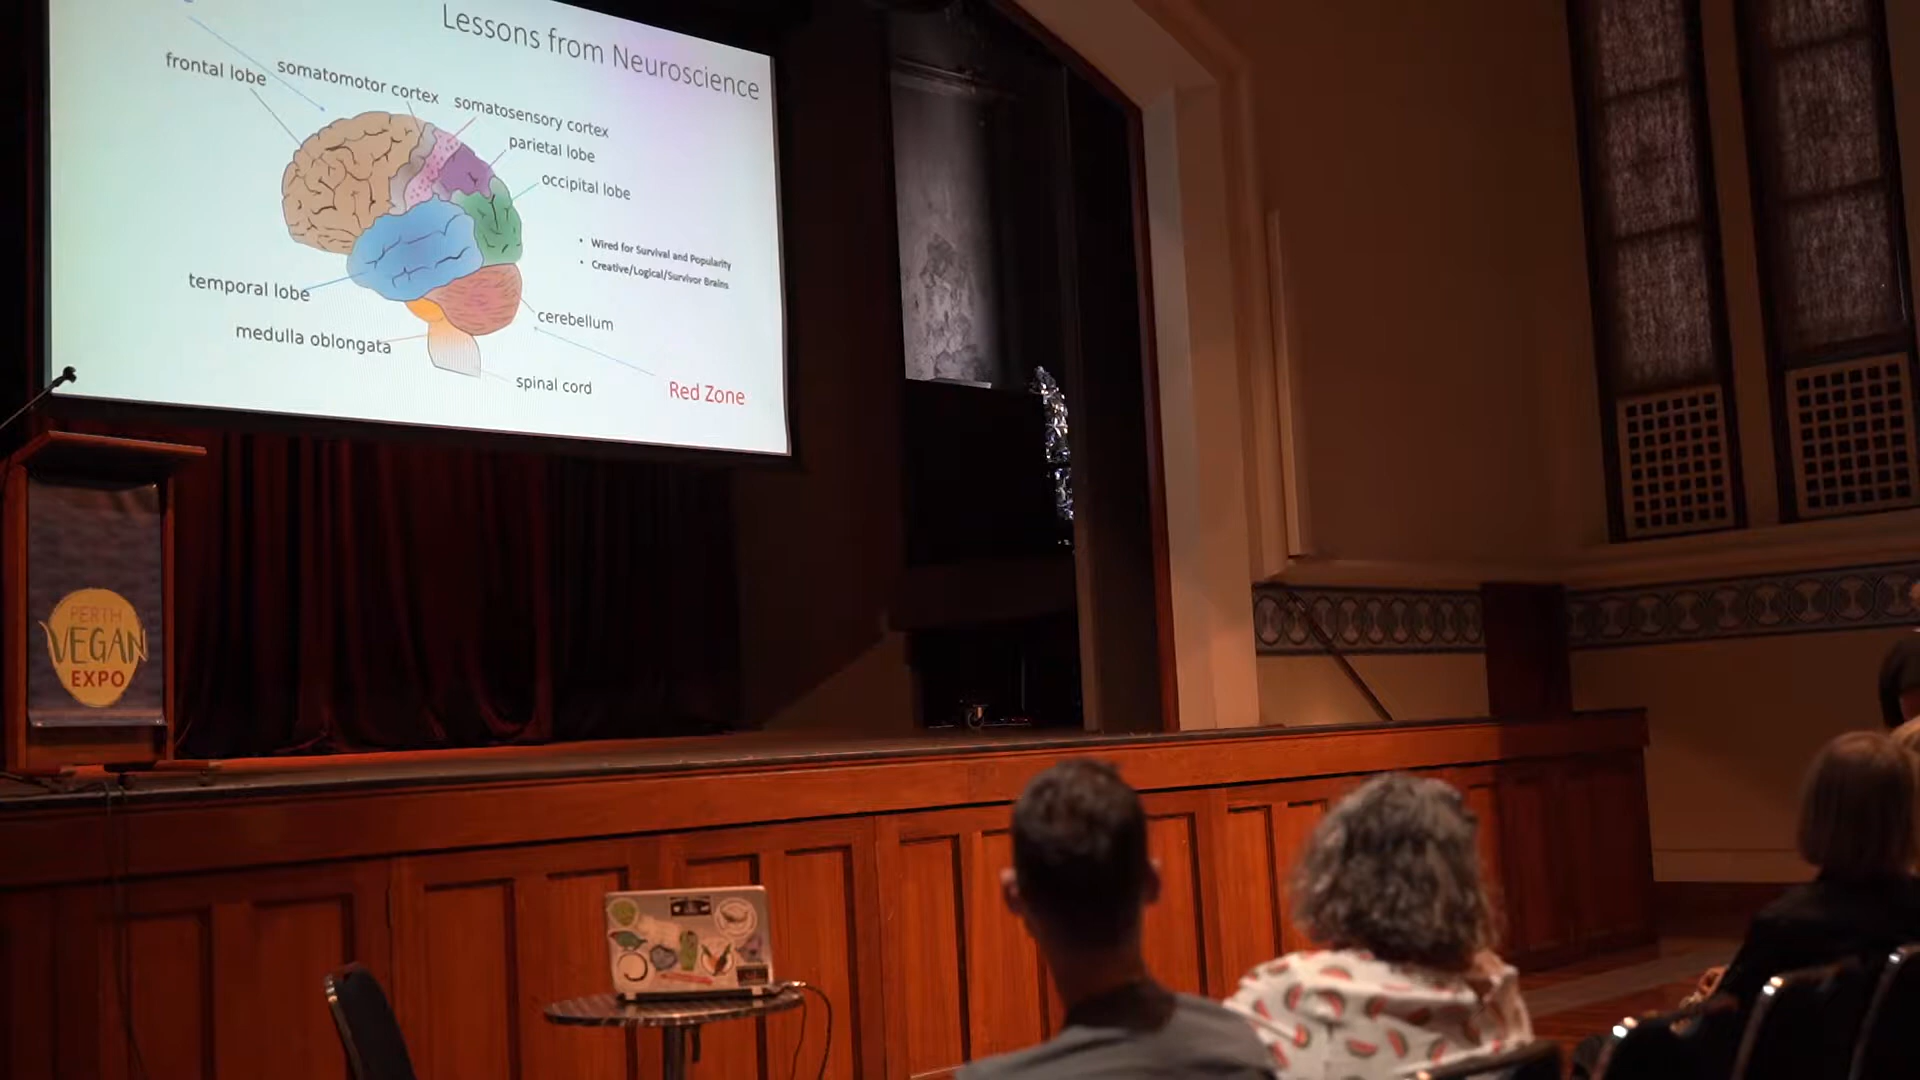 Lessons from Neuroscience
frontal lobe
somatomotor cortex
somatosensory cortex
parietal lobe
occipital lobe
• Wired for Survival and Popularity
• Creative/Logical/Survivor Brains
temporal lobe
medulla oblongata
cerebellum
spinal cord
Red Zone
PERTH
VEGAN
EXPO